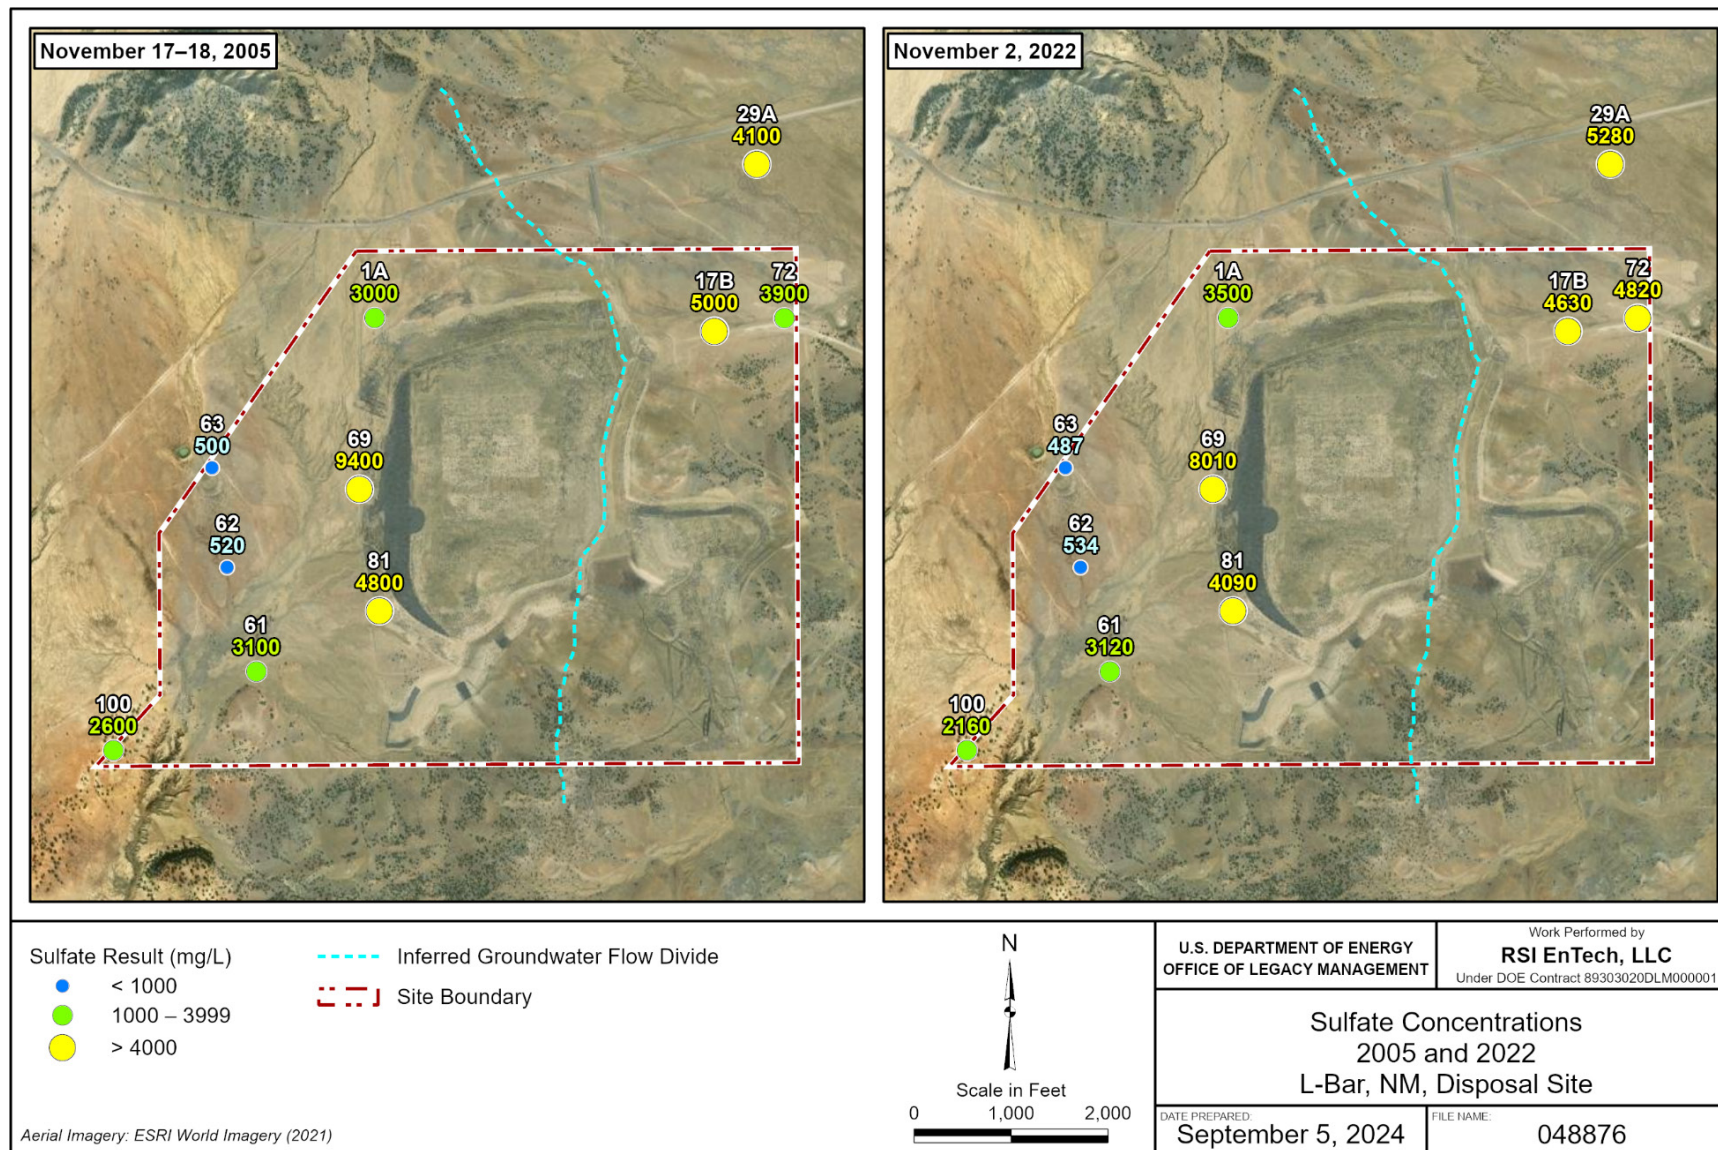 November 17–18, 2005
29A
4100
1A
3000
17B
5000
72
3900
63
500
69
9400
62
520
81
4800
61
3100
100
2600
November 2, 2022
29A
5280
1A
3500
17B
4630
72
4820
63
487
69
8010
62
534
81
4090
61
3120
100
2160
Sulfate Result (mg/L)
< 1000
1000 – 3999
> 4000
Inferred Groundwater Flow Divide
Site Boundary
Aerial Imagery: ESRI World Imagery (2021)
N
Scale in Feet
0 1,000 2,000
U.S. DEPARTMENT OF ENERGY
OFFICE OF LEGACY MANAGEMENT
Work Performed by
RSI EnTech, LLC
Under DOE Contract 89303020DLM000001
Sulfate Concentrations
2005 and 2022
L-Bar, NM, Disposal Site
DATE PREPARED:
September 5, 2024
FILE NAME:
048876